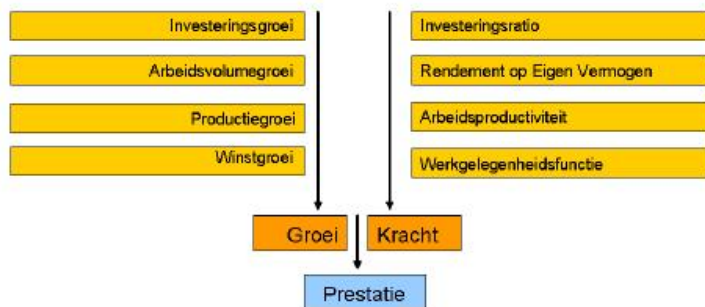 Investeringsgroei
Arbeidsvolumegroei
Productiegroei
Winstgroei
Investeringsratio
Rendement op Eigen Vermogen
Arbeidsproductiviteit
Werkgelegenheidsfunctie
Groei
Kracht
Prestatie